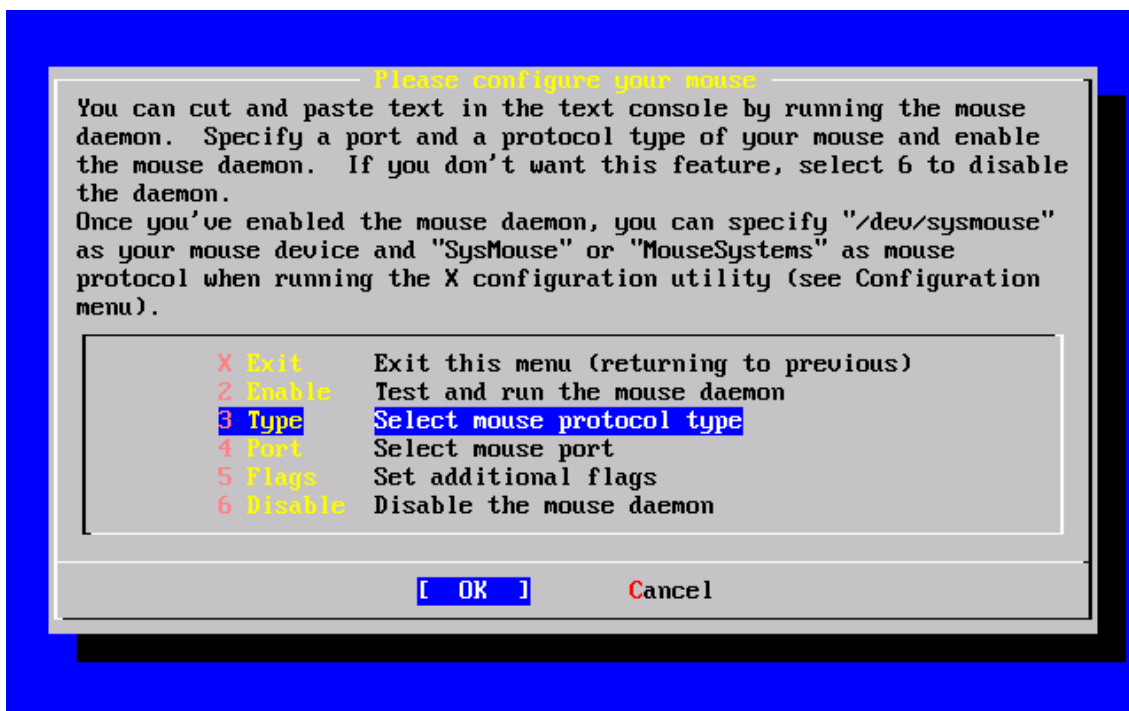 Please configure your mouse
You can cut and paste text in the text console by running the mouse
daemon.  Specify a port and a protocol type of your mouse and enable
the mouse daemon.  If you don't want this feature, select 6 to disable
the daemon.
Once you've enabled the mouse daemon, you can specify "/dev/sysmouse"
as your mouse device and "SysMouse" or "MouseSystems" as mouse
protocol when running the X configuration utility (see Configuration
menu).
X Exit Exit this menu (returning to previous)
2 Enable Test and run the mouse daemon
3 Type Select mouse protocol type
4 Port Select mouse port
5 Flags Set additional flags
6 Disable Disable the mouse daemon
[ OK ] Cancel